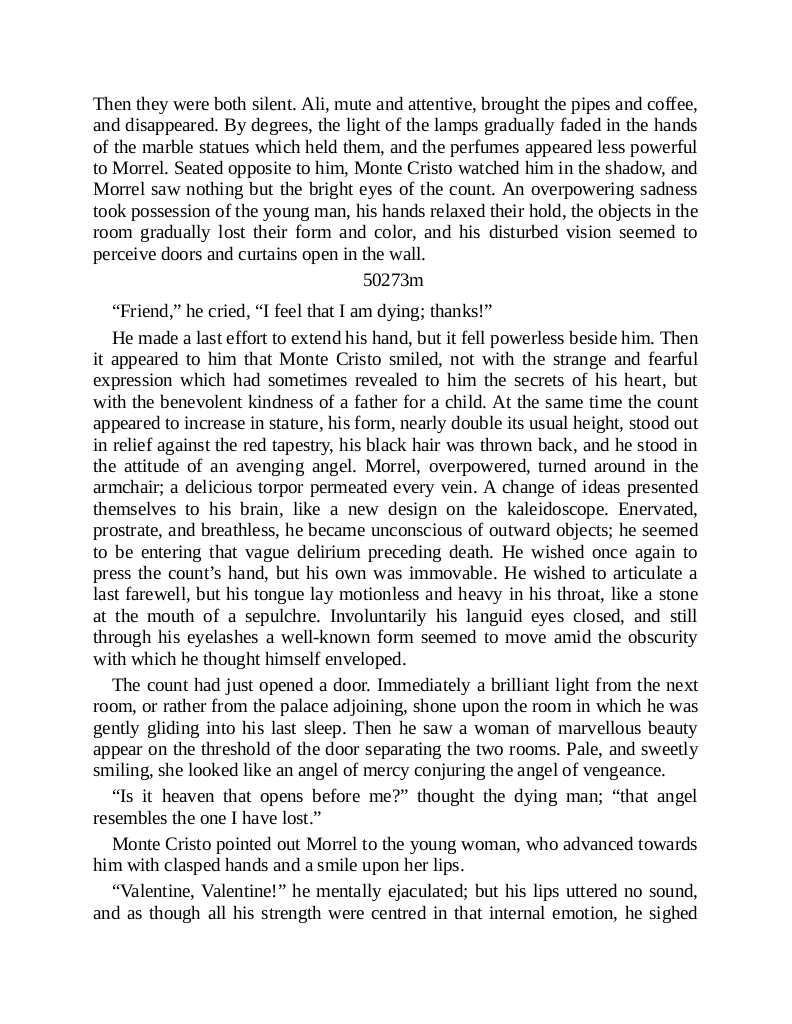 Then they were both silent. Ali, mute and attentive, brought the pipes and coffee,
and disappeared. By degrees, the light of the lamps gradually faded in the hands
of the marble statues which held them, and the perfumes appeared less powerful
to Morrel. Seated opposite to him, Monte Cristo watched him in the shadow, and
Morrel saw nothing but the bright eyes of the count. An overpowering sadness
took possession of the young man, his hands relaxed their hold, the objects in the
room gradually lost their form and color, and his disturbed vision seemed to
perceive doors and curtains open in the wall.
50273m
“Friend,” he cried, “I feel that I am dying; thanks!”
He made a last effort to extend his hand, but it fell powerless beside him. Then
it appeared to him that Monte Cristo smiled, not with the strange and fearful
expression which had sometimes revealed to him the secrets of his heart, but
with the benevolent kindness of a father for a child. At the same time the count
appeared to increase in stature, his form, nearly double its usual height, stood out
in relief against the red tapestry, his black hair was thrown back, and he stood in
the attitude of an avenging angel. Morrel, overpowered, turned around in the
armchair; a delicious torpor permeated every vein. A change of ideas presented
themselves to his brain, like a new design on the kaleidoscope. Enervated,
prostrate, and breathless, he became unconscious of outward objects; he seemed
to be entering that vague delirium preceding death. He wished once again to
press the count’s hand, but his own was immovable. He wished to articulate a
last farewell, but his tongue lay motionless and heavy in his throat, like a stone
at the mouth of a sepulchre. Involuntarily his languid eyes closed, and still
through his eyelashes a well-known form seemed to move amid the obscurity
with which he thought himself enveloped.
The count had just opened a door. Immediately a brilliant light from the next
room, or rather from the palace adjoining, shone upon the room in which he was
gently gliding into his last sleep. Then he saw a woman of marvellous beauty
appear on the threshold of the door separating the two rooms. Pale, and sweetly
smiling, she looked like an angel of mercy conjuring the angel of vengeance.
“Is it heaven that opens before me?” thought the dying man; “that angel
resembles the one I have lost.”
Monte Cristo pointed out Morrel to the young woman, who advanced towards
him with clasped hands and a smile upon her lips.
“Valentine, Valentine!” he mentally ejaculated; but his lips uttered no sound,
and as though all his strength were centred in that internal emotion, he sighed